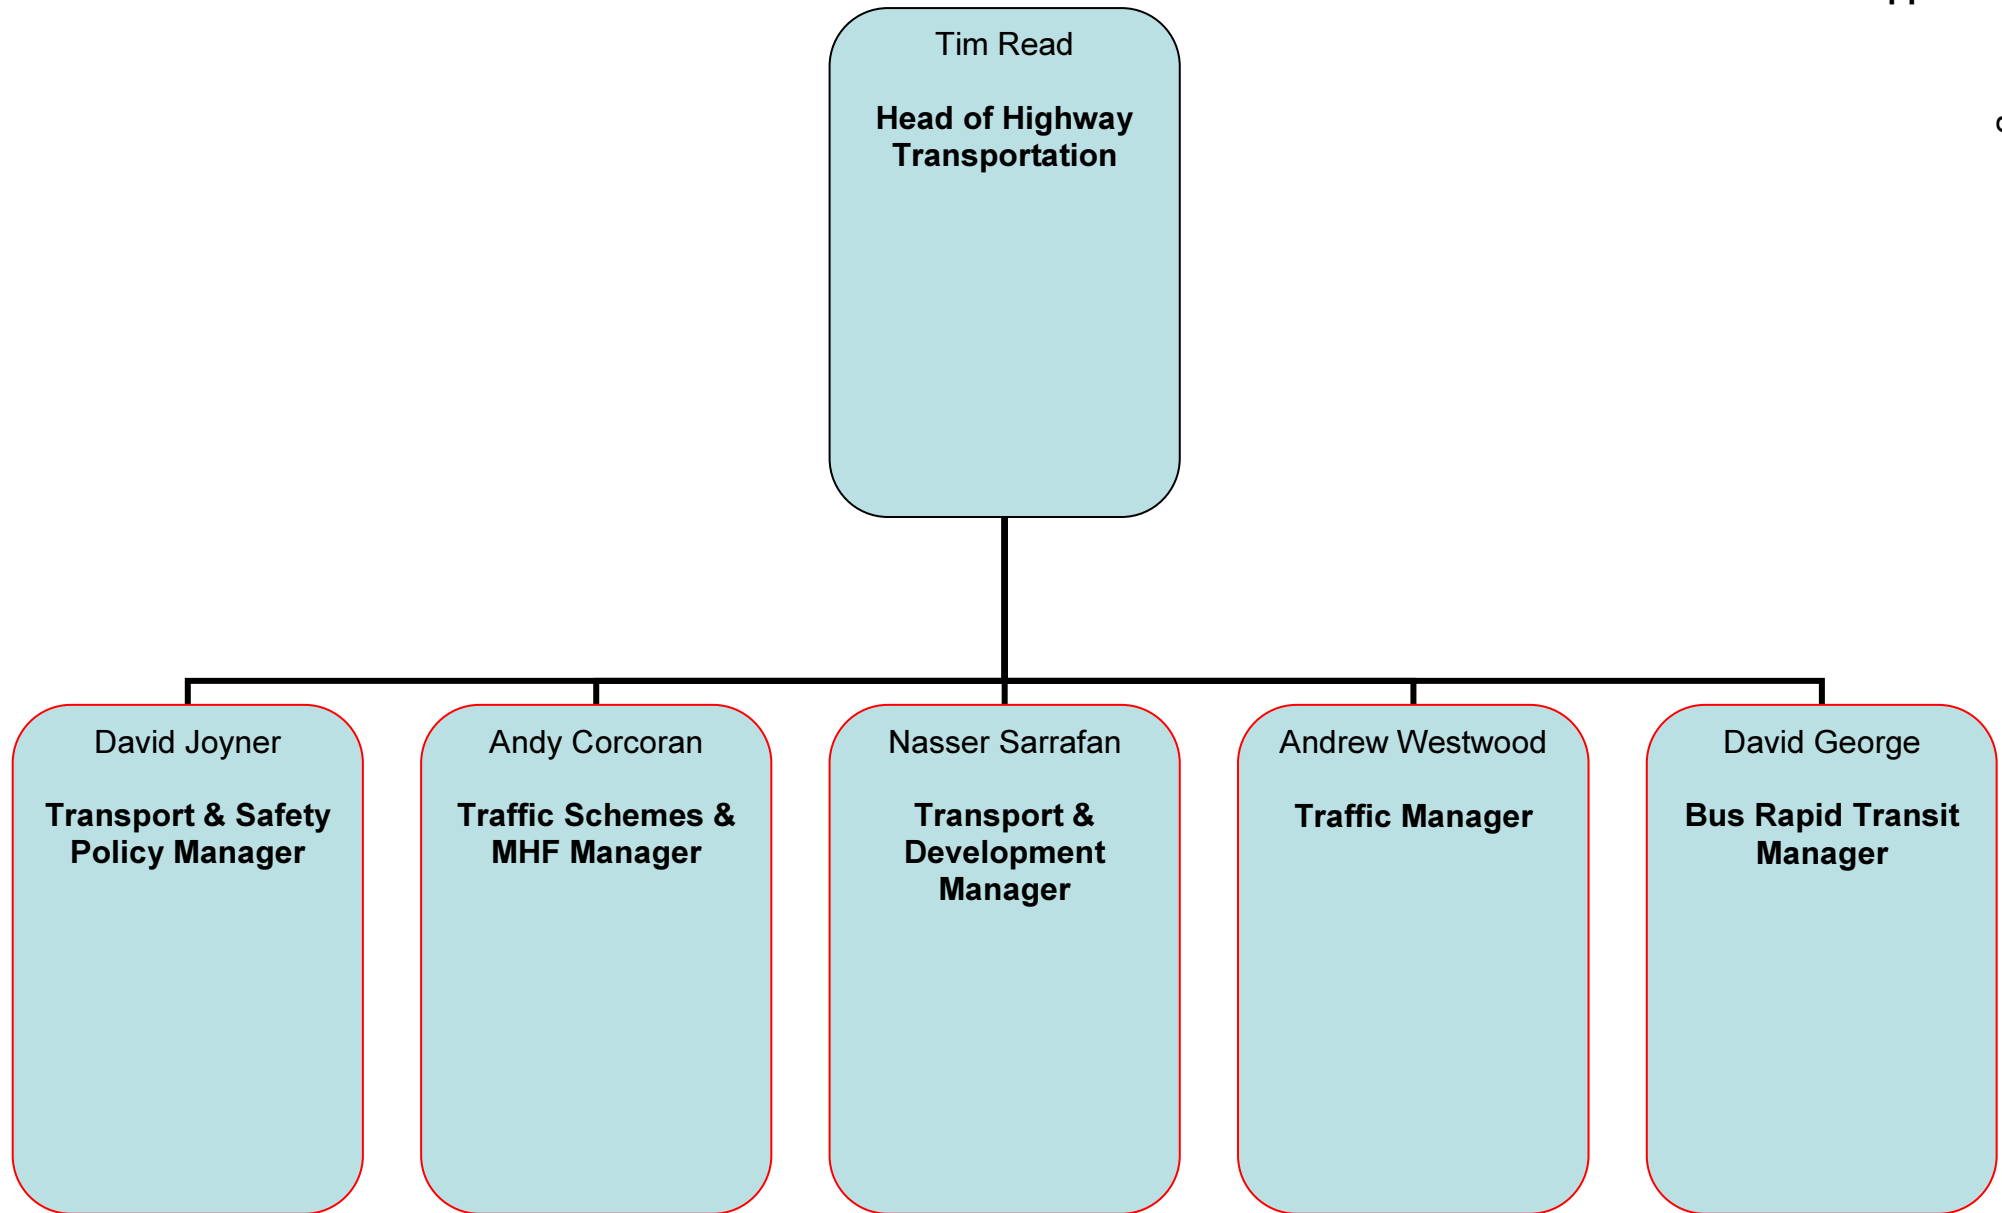 Tim Read
Head of Highway
Transportation
David Joyner
Transport & Safety
Policy Manager
Andy Corcoran
Traffic Schemes &
MHF Manager
Nasser Sarrafan
Transport &
Development
Manager
Andrew Westwood
Traffic Manager
David George
Bus Rapid Transit
Manager